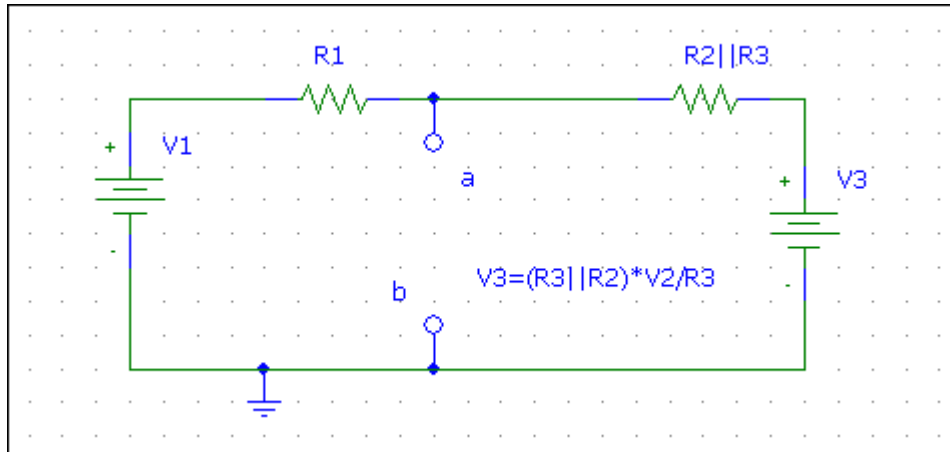 R1
R2||R3
+
V1
a
+
V3
-
b
V3=(R3||R2)*V2/R3
-